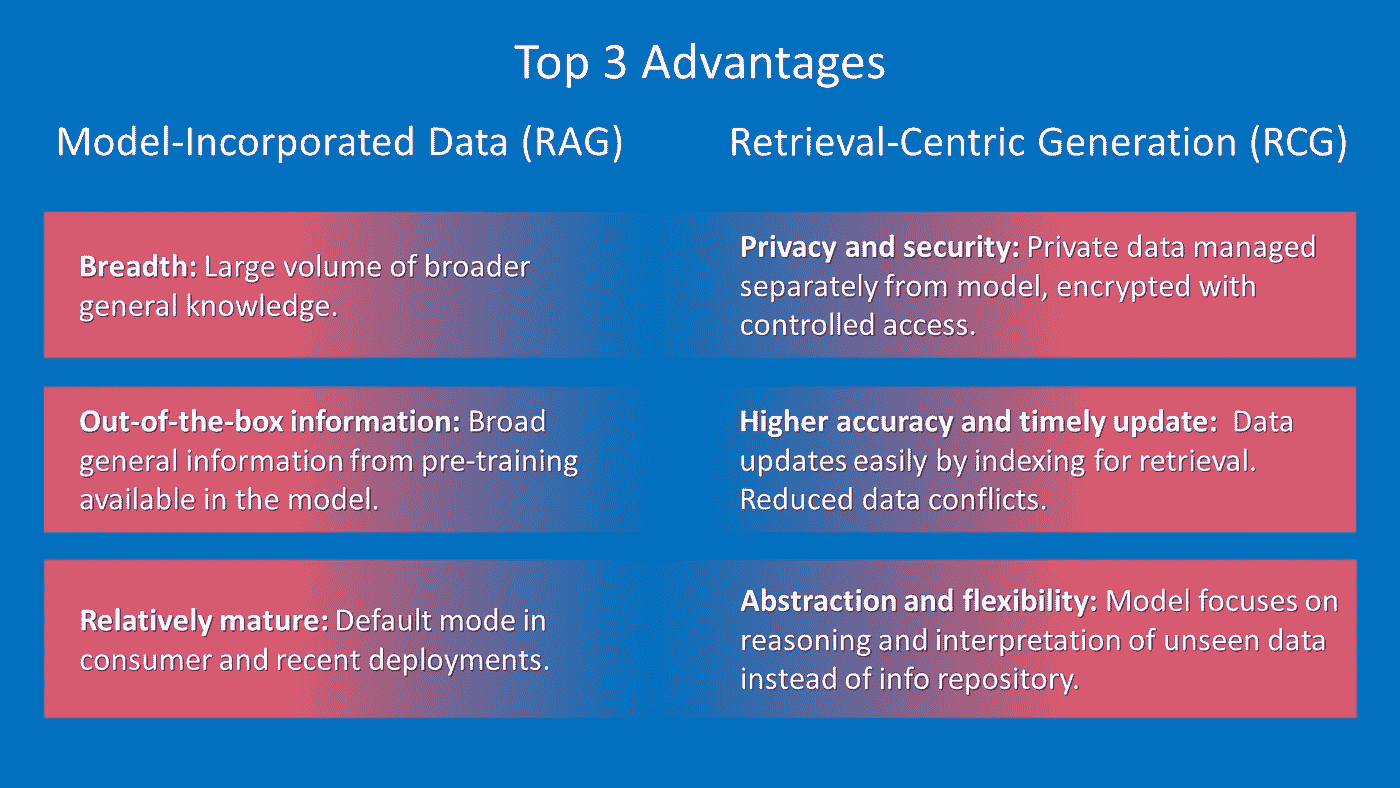 Top 3 Advantages
Model-Incorporated Data (RAG)
Retrieval-Centric Generation (RCG)
Breadth: Large volume of broader
general knowledge.
Privacy and security: Private data managed
separately from model, encrypted with
controlled access.
Out-of-the-box information: Broad
general information from pre-training
available in the model.
Higher accuracy and timely update:  Data
updates easily by indexing for retrieval.
Reduced data conflicts.
Relatively mature: Default mode in
consumer and recent deployments.
Abstraction and flexibility: Model focuses on
reasoning and interpretation of unseen data
instead of info repository.